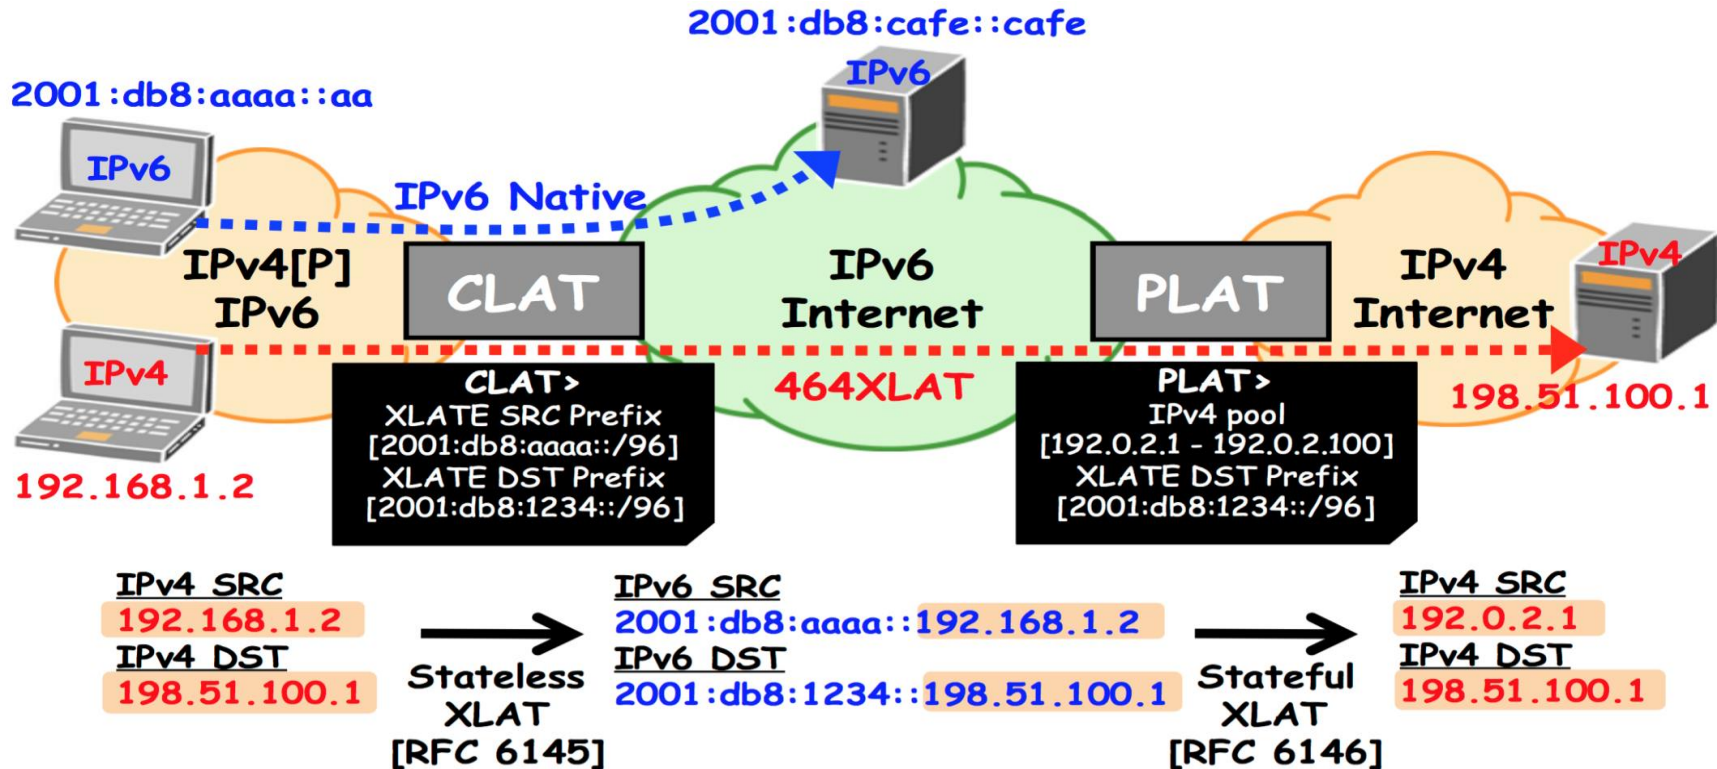 2001:db8:cafe::cafe
IPv6
2001:db8:aaaa::aa
IPv6
IPv6 Native
IPv4[P]
IPv6
CLAT
IPv6
Internet
PLAT
IPv4
Internet
IPv4
IPv4
192.168.1.2
464XLAT
198.51.100.1
CLAT>
XLATE SRC Prefix
[2001:db8:aaaa::/96]
XLATE DST Prefix
[2001:db8:1234::/96]
PLAT>
IPv4 pool
[192.0.2.1 - 192.0.2.100]
XLATE DST Prefix
[2001:db8:1234::/96]
IPv4 SRC
192.168.1.2
IPv4 DST
198.51.100.1
Stateless
XLAT
[RFC 6145]
IPv6 SRC
2001:db8:aaaa::192.168.1.2
IPv6 DST
2001:db8:1234::198.51.100.1
Stateful
XLAT
[RFC 6146]
IPv4 SRC
192.0.2.1
IPv4 DST
198.51.100.1